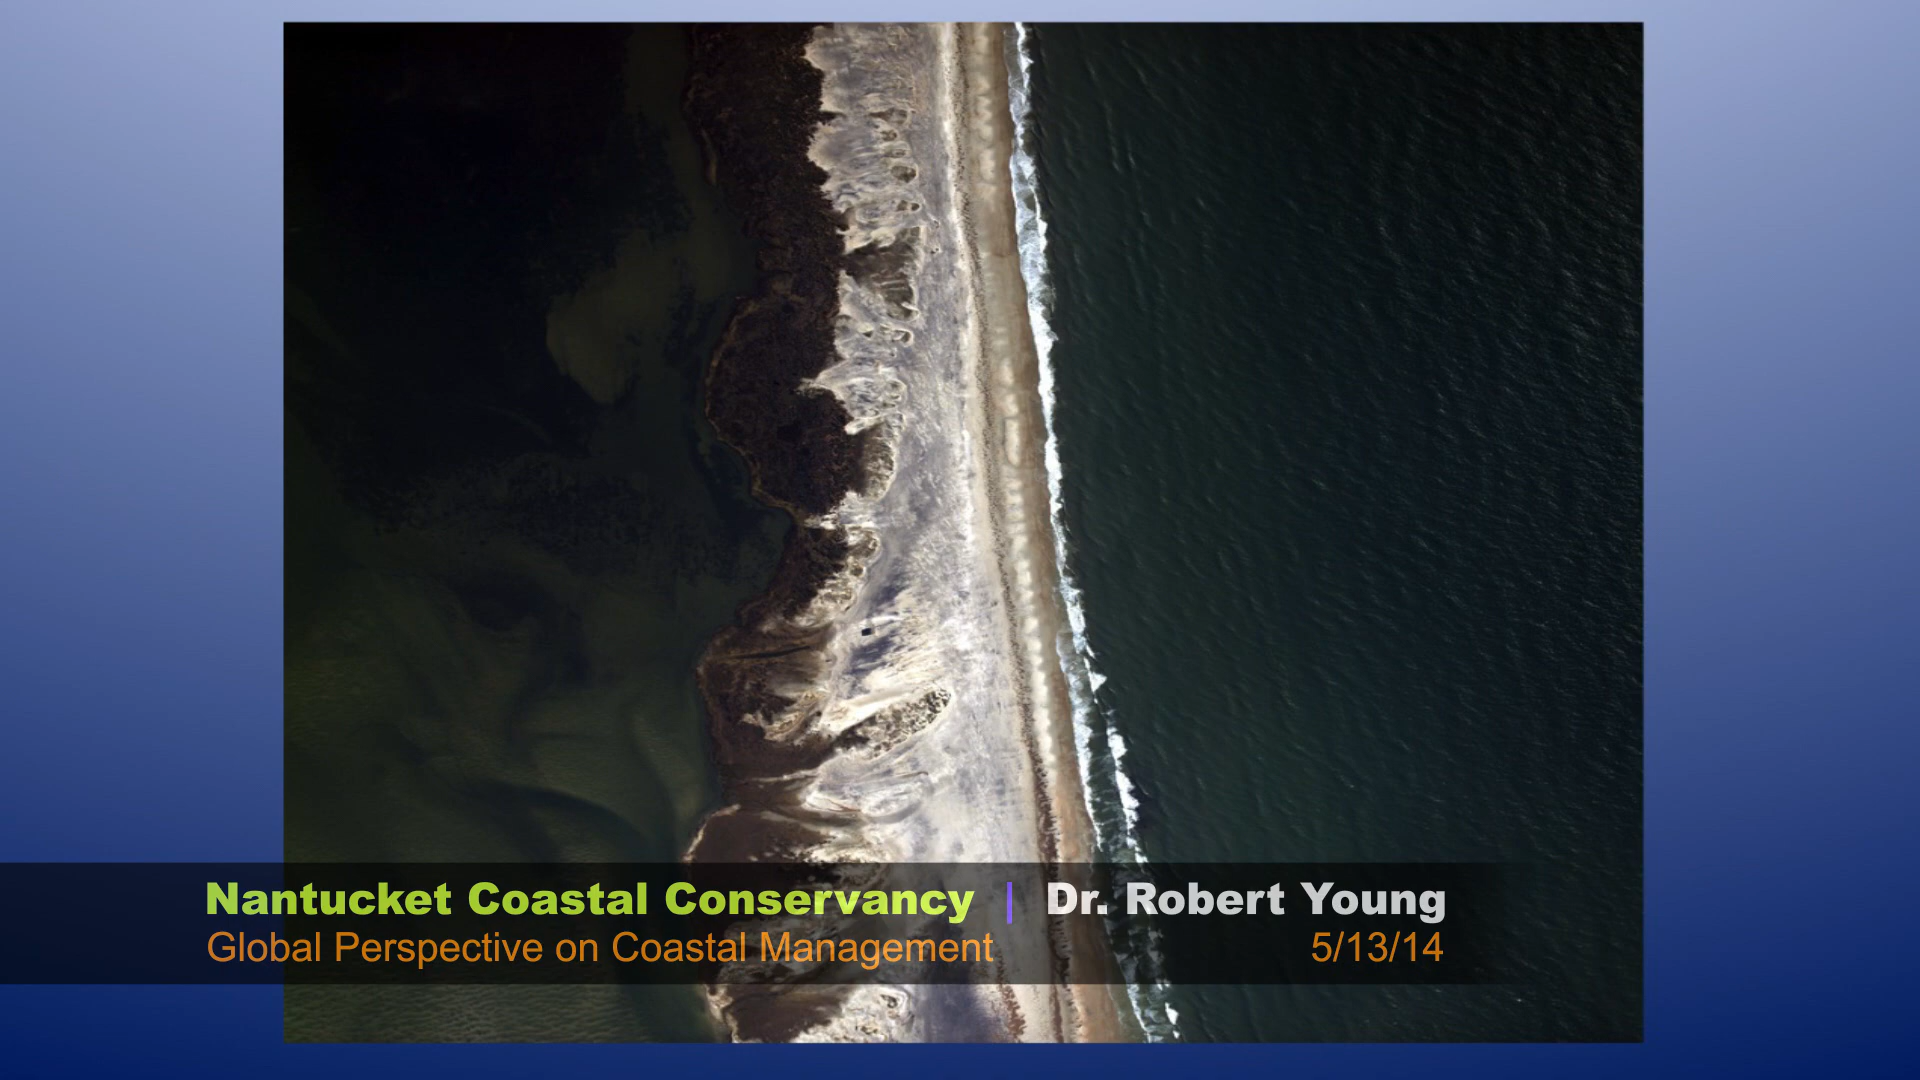 Nantucket Coastal Conservancy | Dr. Robert Young
Global Perspective on Coastal Management 5/13/14